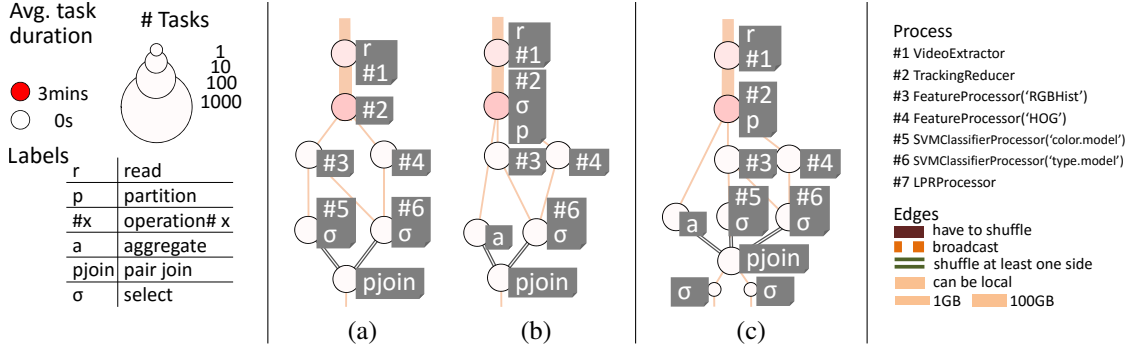 Avg. task
duration
# Tasks
1
10
100
1000
3mins
0s
Labels
r read
p partition
#x operation# x
a aggregate
pjoin pair join
σ select
r
#1
#2
#3
#4
#5
σ
#6
σ
pjoin
(a)
r
#1
#2
σ
p
#3
#4
#6
σ
a
pjoin
(b)
r
#1
#2
p
#3
#4
#5
σ
#6
σ
a
pjoin
σ
σ
(c)
Process
#1 VideoExtractor
#2 TrackingReducer
#3 FeatureProcessor('RGBHist')
#4 FeatureProcessor('HOG')
#5 SVMClassifierProcessor('color.model')
#6 SVMClassifierProcessor('type.model')
#7 LPRProcessor
Edges
have to shuffle
broadcast
shuffle at least one side
can be local
1GB 100GB